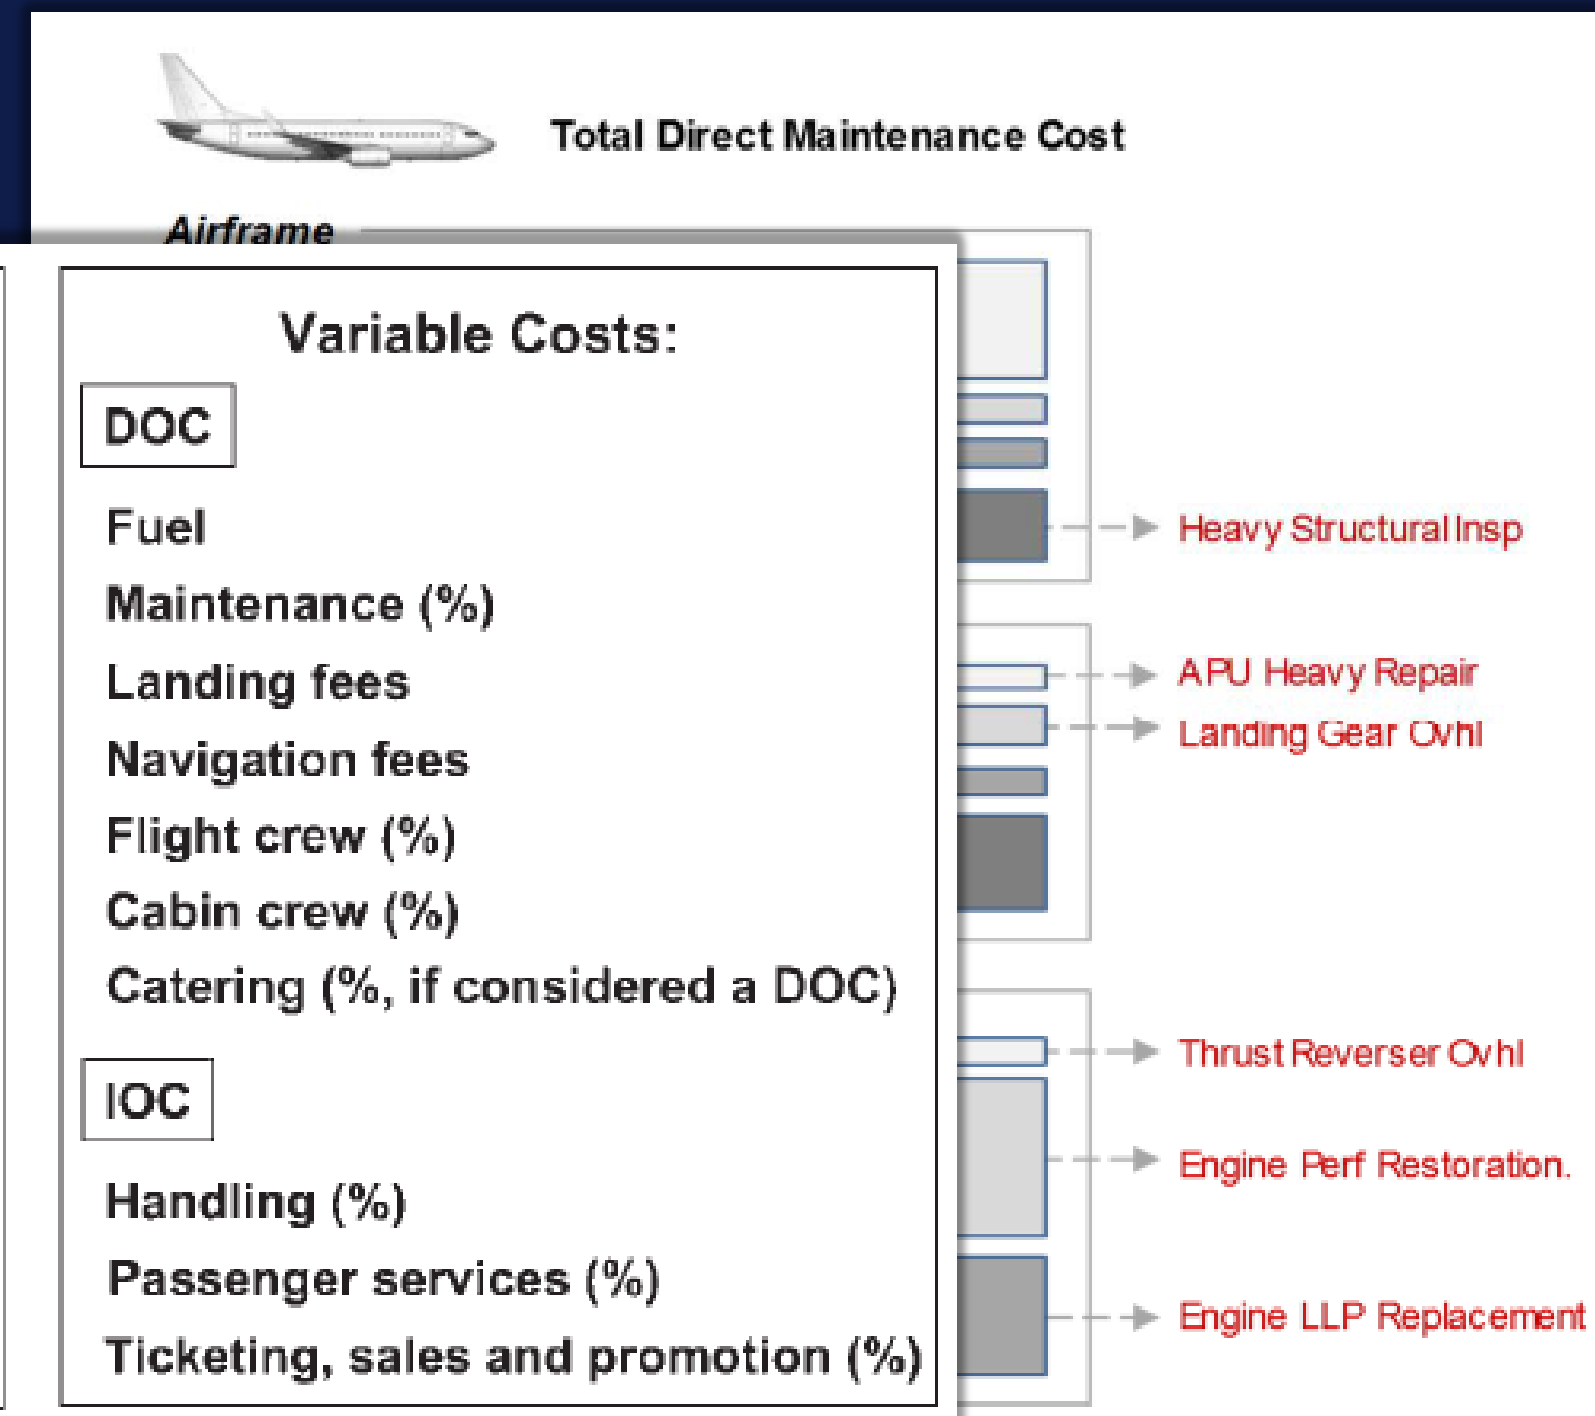 Total Direct Maintenance Cost
Airframe
Variable Costs:
DOC
Fuel
Maintenance (%)
Landing fees
Navigation fees
Flight crew (%)
Cabin crew (%)
Catering (%, if considered a DOC)
IOC
Handling (%)
Passenger services (%)
Ticketing, sales and promotion (%)
Heavy Structural Insp
APU Heavy Repair
Landing Gear Ovhl
Thrust Reverser Ovhl
Engine Perf Restoration.
Engine LLP Replacement